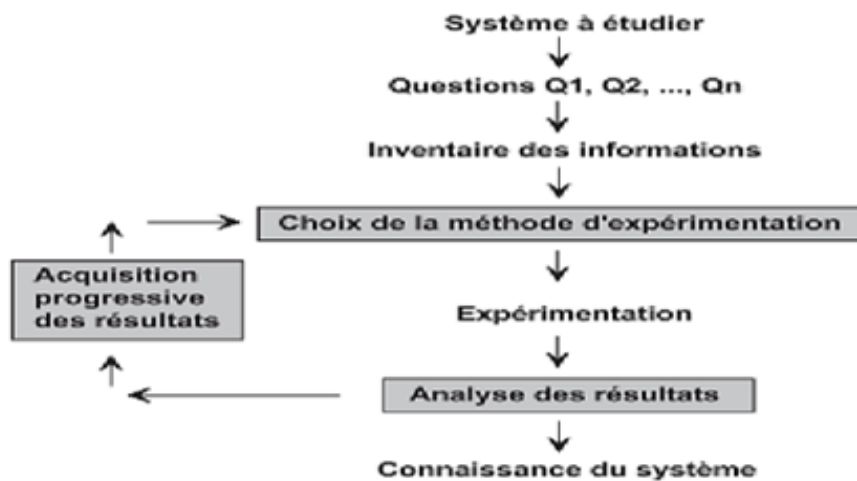 Système à étudier
Questions Q1, Q2, ..., Qn
Inventaire des informations
Choix de la méthode d'expérimentation
Acquisition
progressive
des résultats
Expérimentation
Analyse des résultats
Connaissance du système